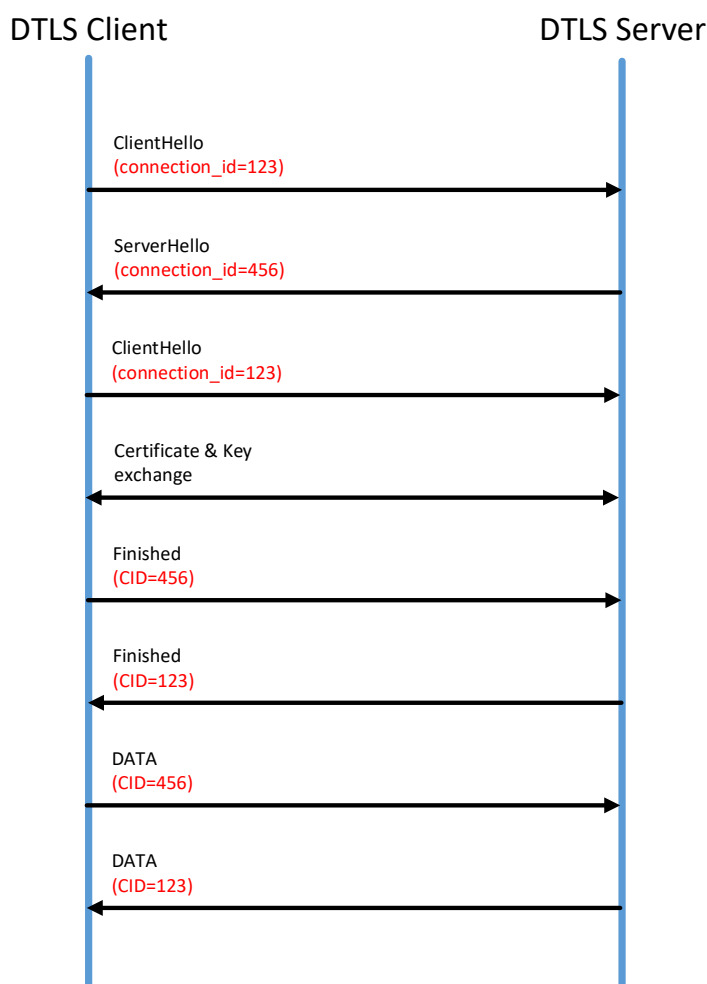 DTLS Client
DTLS Server
ClientHello
(connection_id=123)
ServerHello
(connection_id=456)
ClientHello
(connection_id=123)
Certificate & Key
exchange
Finished
(CID=456)
Finished
(CID=123)
DATA
(CID=456)
DATA
(CID=123)